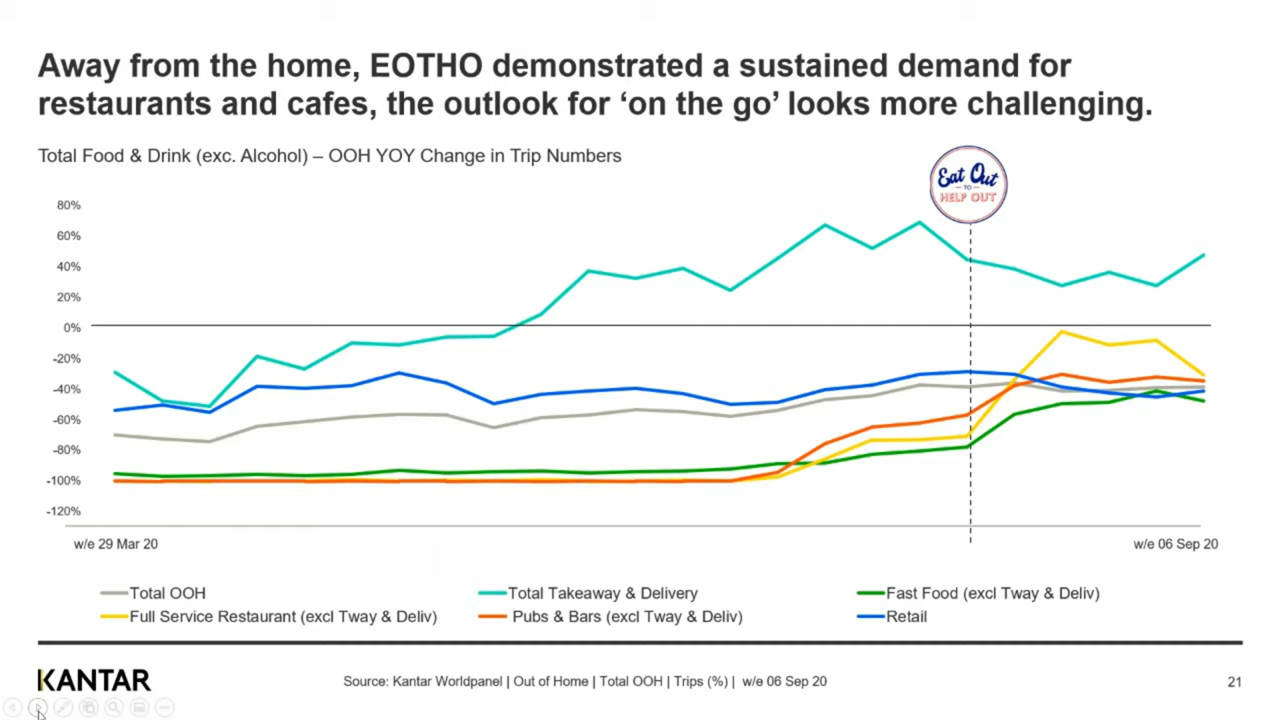 Away from the home, EOTHO demonstrated a sustained demand for
restaurants and cafes, the outlook for ‘on the go’ looks more challenging.
Total Food & Drink (exc. Alcohol) – OOH YOY Change in Trip Numbers
Eat Out
TO
HELP OUT
80%
60%
40%
20%
0%
-20%
-40%
-60%
-80%
-100%
-120%
w/e 29 Mar 20
w/e 06 Sep 20
Total OOH
Total Takeaway & Delivery
Fast Food (excl Tway & Deliv)
Full Service Restaurant (excl Tway & Deliv)
Pubs & Bars (excl Tway & Deliv)
Retail
KANTAR
Source: Kantar Worldpanel | Out of Home | Total OOH | Trips (%) | w/e 06 Sep 20
21